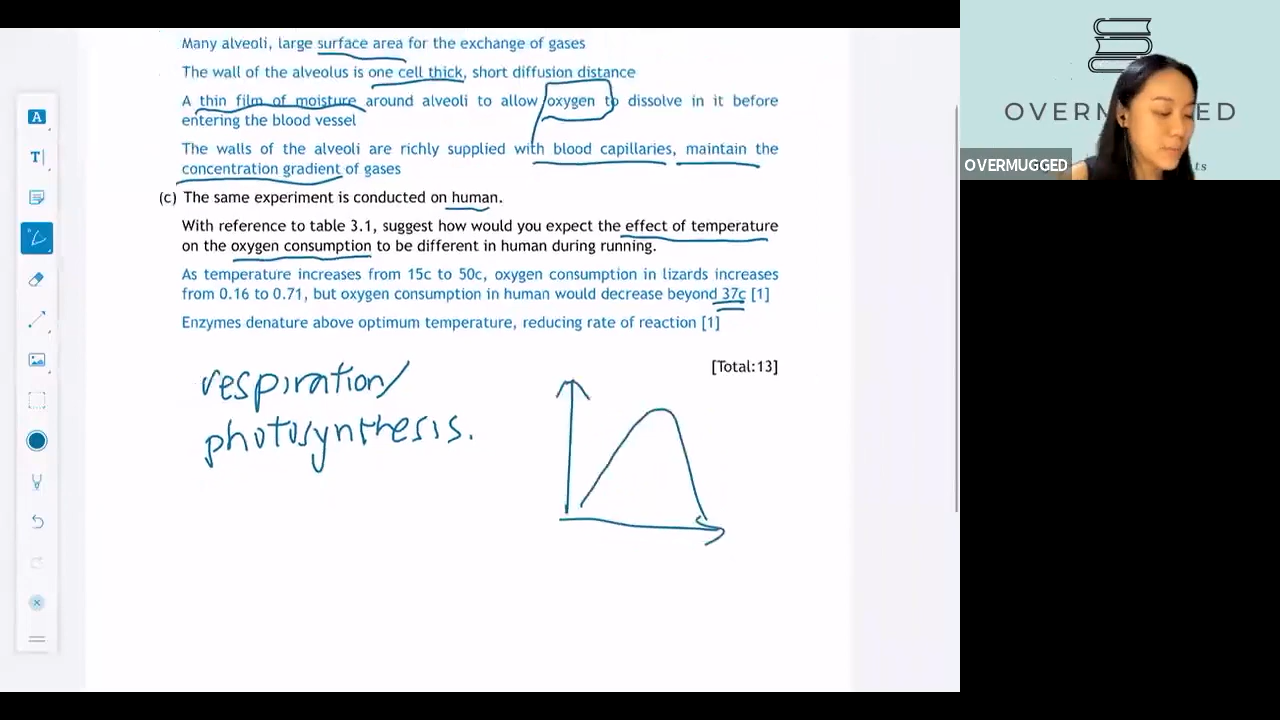 Many alveoli, large surface area for the exchange of gases
The wall of the alveolus is one cell thick, short diffusion distance
A thin film of moisture around alveoli to allow oxygen to dissolve in it before
entering the blood vessel
The walls of the alveoli are richly supplied with blood capillaries, maintain the
concentration gradient of gases
(c) The same experiment is conducted on human.
With reference to table 3.1, suggest how would you expect the effect of temperature
on the oxygen consumption to be different in human during running.
As temperature increases from 15c to 50c, oxygen consumption in lizards increases
from 0.16 to 0.71, but oxygen consumption in human would decrease beyond 37c [1]
Enzymes denature above optimum temperature, reducing rate of reaction [1]
[Total:13]
respiration/
photosynthesis.
A
T
OVERMUGGED